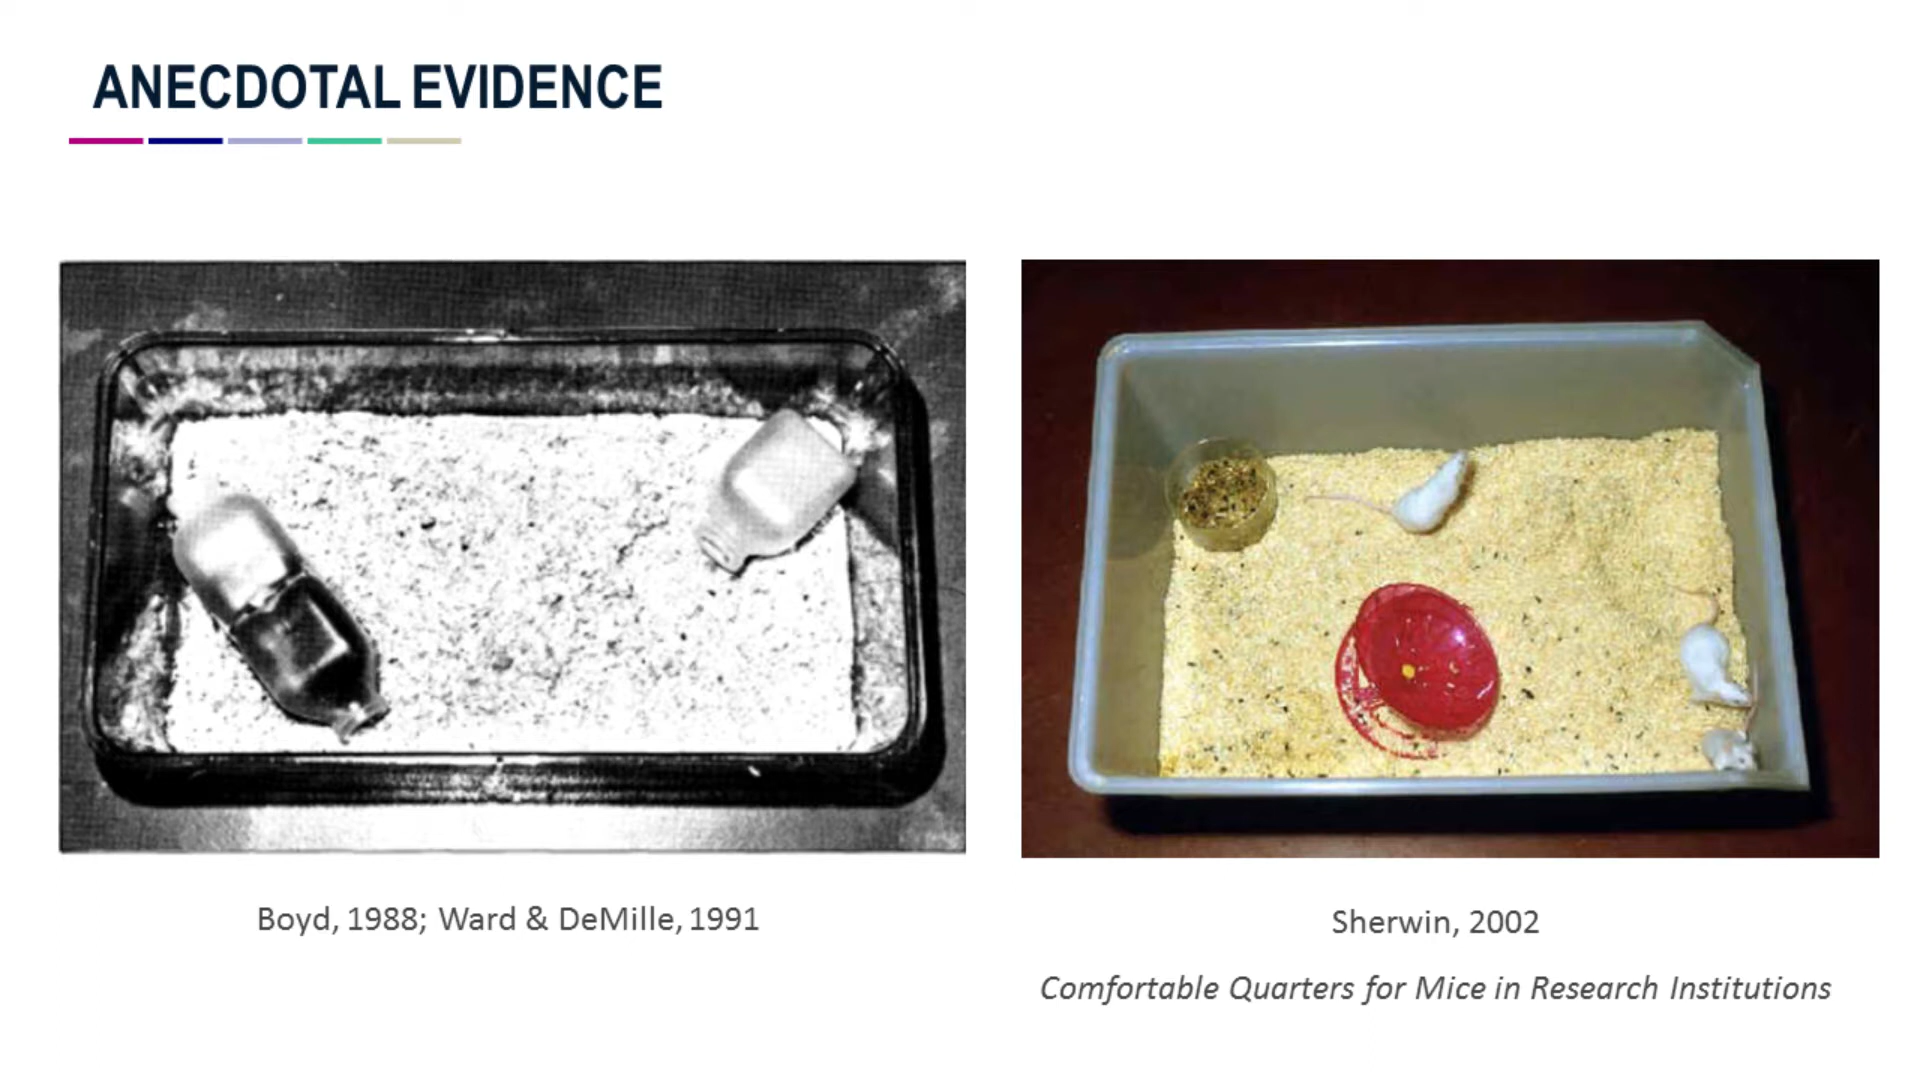 ANECDOTAL EVIDENCE
Boyd, 1988; Ward & DeMille, 1991
Sherwin, 2002
Comfortable Quarters for Mice in Research Institutions